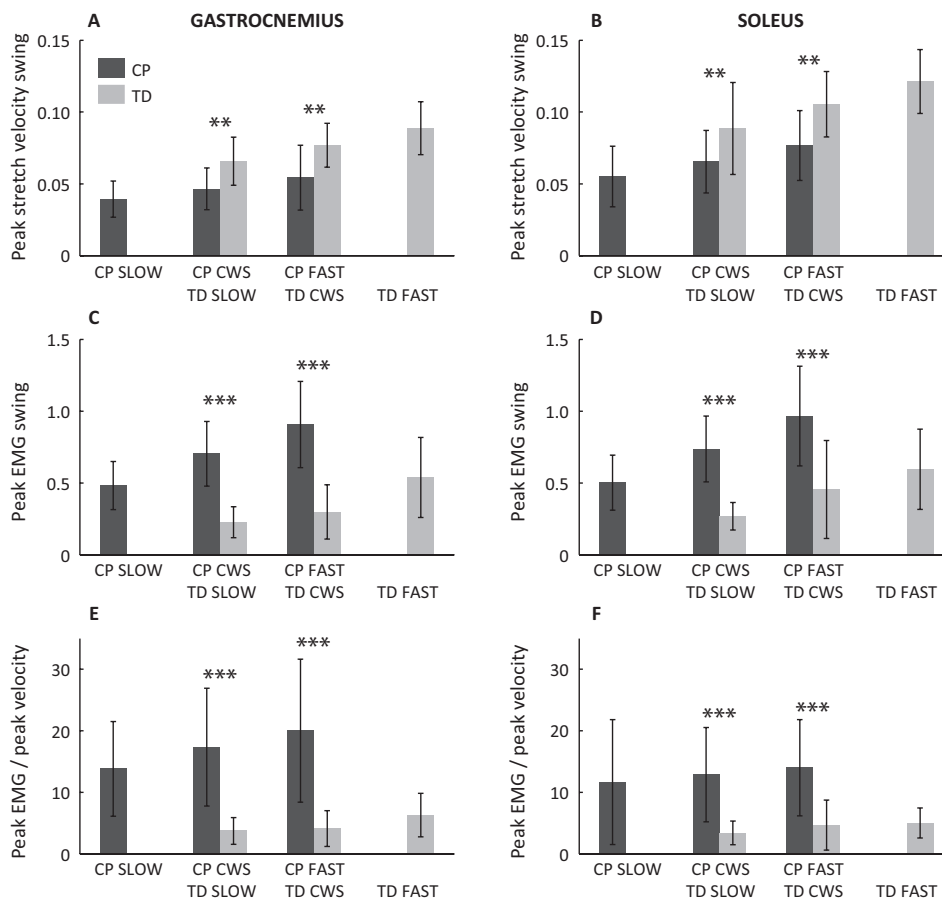 A GASTROCNEMIUS
B SOLEUS
Peak stretch velocity swing
0.15
0.10
0.05
0
CP
TD
**
**
CP SLOW CP CWS CP FAST
TD SLOW TD CWS TD FAST
Peak stretch velocity swing
0.15
0.10
0.05
0
**
**
CP SLOW CP CWS CP FAST
TD SLOW TD CWS TD FAST
C
Peak EMG swing
1.5
1.0
0.5
0
***
***
CP SLOW CP CWS CP FAST
TD SLOW TD CWS TD FAST
D
Peak EMG swing
1.5
1.0
0.5
0
***
***
CP SLOW CP CWS CP FAST
TD SLOW TD CWS TD FAST
E
Peak EMG / peak velocity
30
20
10
0
***
***
CP SLOW CP CWS CP FAST
TD SLOW TD CWS TD FAST
F
Peak EMG / peak velocity
30
20
10
0
***
***
CP SLOW CP CWS CP FAST
TD SLOW TD CWS TD FAST